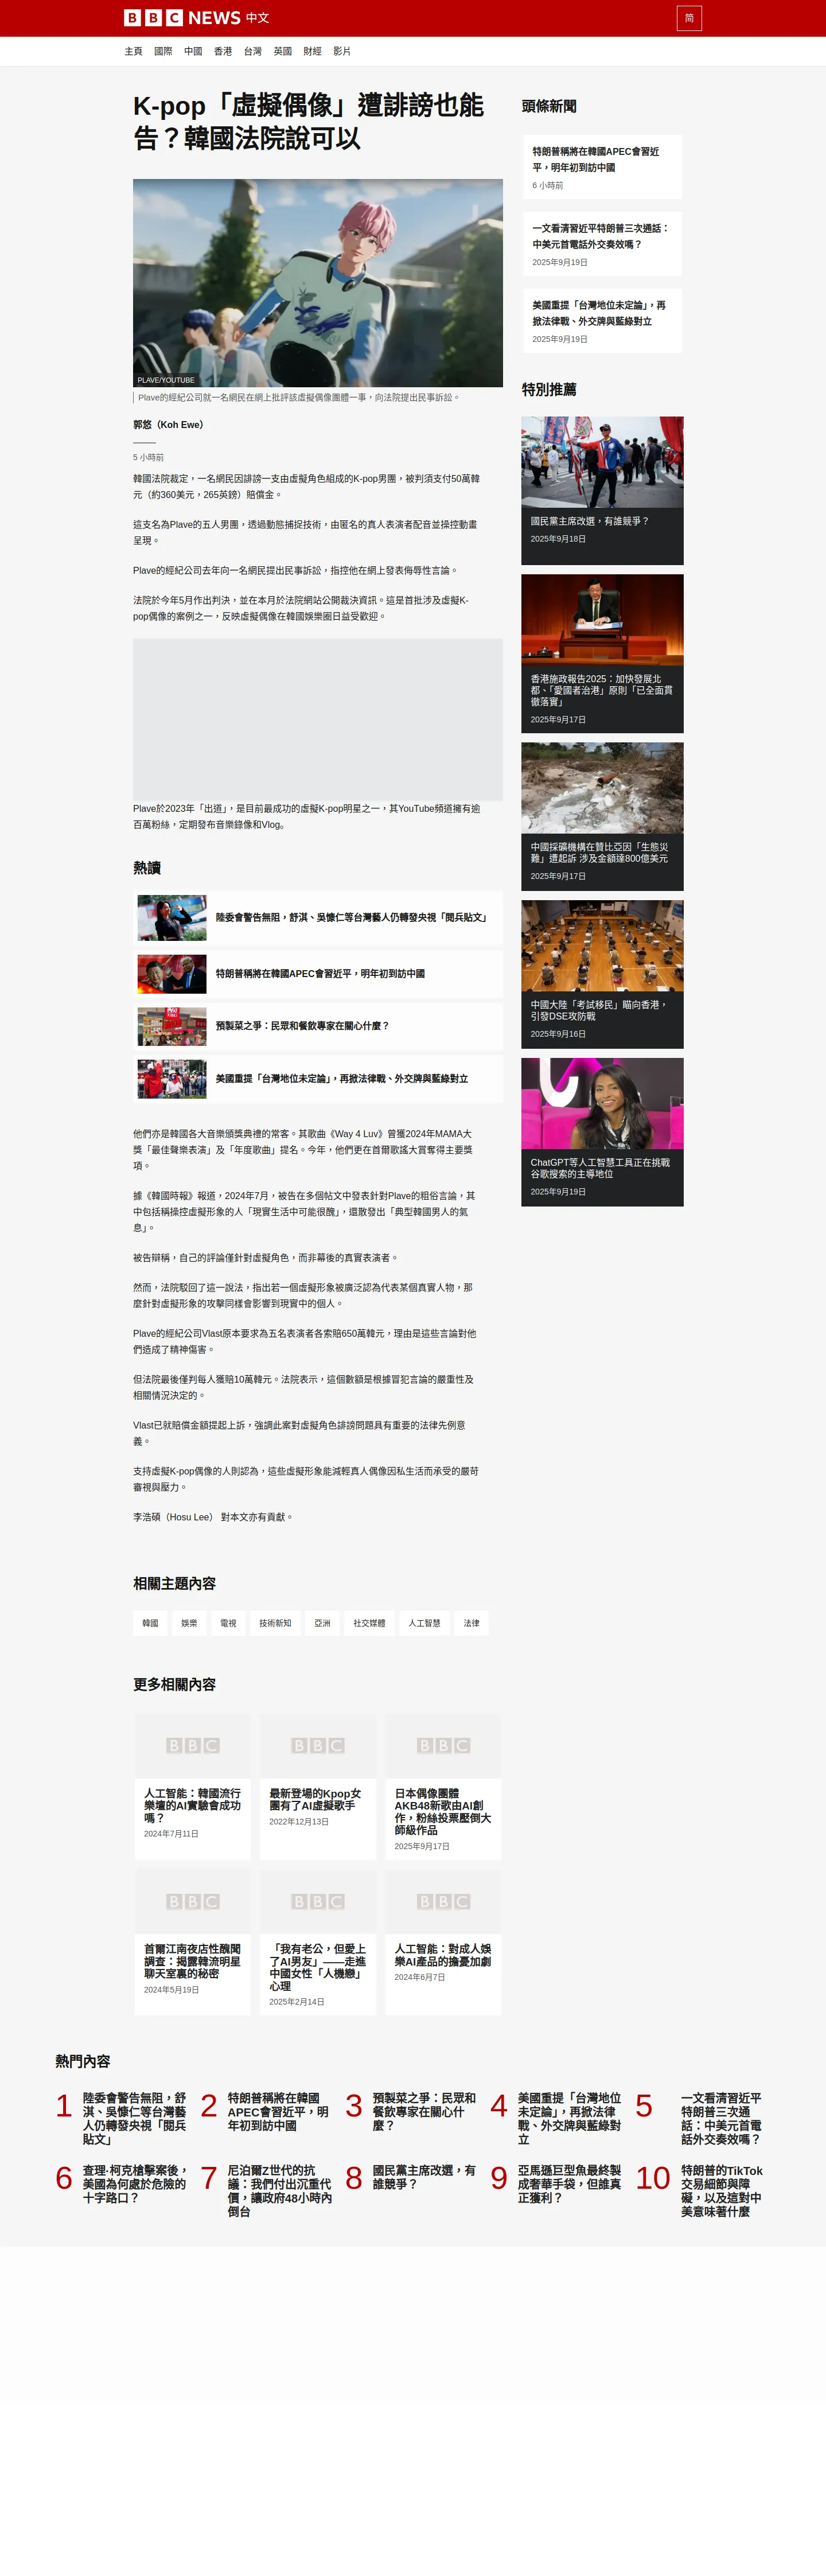 BBC NEWS 中文
简
主頁 國際 中國 香港 台灣 英國 財經 影片
K-pop「虛擬偶像」遭誹謗也能
告？韓國法院說可以
PLAVE/YOUTUBE
Plave的經紀公司就一名網民在網上批評該虛擬偶像團體一事，向法院提出民事訴訟。
郭悠（Koh Ewe）
5 小時前
韓國法院裁定，一名網民因誹謗一支由虛擬角色組成的K-pop男團，被判須支付50萬韓
元（約360美元，265英鎊）賠償金。
這支名為Plave的五人男團，透過動態捕捉技術，由匿名的真人表演者配音並操控動畫
呈現。
Plave的經紀公司去年向一名網民提出民事訴訟，指控他在網上發表侮辱性言論。
法院於今年5月作出判決，並在本月於法院網站公開裁決資訊。這是首批涉及虛擬K-
pop偶像的案例之一，反映虛擬偶像在韓國娛樂圈日益受歡迎。
Plave於2023年「出道」，是目前最成功的虛擬K-pop明星之一，其YouTube頻道擁有逾
百萬粉絲，定期發布音樂錄像和Vlog。
熱讀
陸委會警告無阻，舒淇、吳慷仁等台灣藝人仍轉發央視「閱兵貼文」
特朗普稱將在韓國APEC會習近平，明年初到訪中國
預製菜之爭：民眾和餐飲專家在關心什麼？
美國重提「台灣地位未定論」，再掀法律戰、外交牌與藍綠對立
他們亦是韓國各大音樂頒獎典禮的常客。其歌曲《Way 4 Luv》曾獲2024年MAMA大
獎「最佳聲樂表演」及「年度歌曲」提名。今年，他們更在首爾歌謠大賞奪得主要獎
項。
據《韓國時報》報道，2024年7月，被告在多個帖文中發表針對Plave的粗俗言論，其
中包括稱操控虛擬形象的人「現實生活中可能很醜」，還散發出「典型韓國男人的氣
息」。
被告辯稱，自己的評論僅針對虛擬角色，而非幕後的真實表演者。
然而，法院駁回了這一說法，指出若一個虛擬形象被廣泛認為代表某個真實人物，那
麼針對虛擬形象的攻擊同樣會影響到現實中的個人。
Plave的經紀公司Vlast原本要求為五名表演者各索賠650萬韓元，理由是這些言論對他
們造成了精神傷害。
但法院最後僅判每人獲賠10萬韓元。法院表示，這個數額是根據冒犯言論的嚴重性及
相關情況決定的。
Vlast已就賠償金額提起上訴，強調此案對虛擬角色誹謗問題具有重要的法律先例意
義。
支持虛擬K-pop偶像的人則認為，這些虛擬形象能減輕真人偶像因私生活而承受的嚴苛
審視與壓力。
李浩碩（Hosu Lee） 對本文亦有貢獻。
相關主題內容
韓國 娛樂 電視 技術新知 亞洲 社交媒體 人工智慧 法律
更多相關內容
BBC BBC BBC
人工智能：韓國流行
樂壇的AI實驗會成功
嗎？
2024年7月11日
最新登場的Kpop女
團有了AI虛擬歌手
2022年12月13日
日本偶像團體
AKB48新歌由AI創
作，粉絲投票壓倒大
師級作品
2025年9月17日
BBC BBC BBC
首爾江南夜店性醜聞
調查：揭露韓流明星
聊天室裏的秘密
2024年5月19日
「我有老公，但愛上
了AI男友」——走進
中國女性「人機戀」
心理
2025年2月14日
人工智能：對成人娛
樂AI產品的擔憂加劇
2024年6月7日
頭條新聞
特朗普稱將在韓國APEC會習近
平，明年初到訪中國
6 小時前
一文看清習近平特朗普三次通話：
中美元首電話外交奏效嗎？
2025年9月19日
美國重提「台灣地位未定論」，再
掀法律戰、外交牌與藍綠對立
2025年9月19日
特別推薦
國民黨主席改選，有誰競爭？
2025年9月18日
香港施政報告2025：加快發展北
都、「愛國者治港」原則「已全面貫
徹落實」
2025年9月17日
中國採礦機構在贊比亞因「生態災
難」遭起訴 涉及金額達800億美元
2025年9月17日
中國大陸「考試移民」瞄向香港，
引發DSE攻防戰
2025年9月16日
ChatGPT等人工智慧工具正在挑戰
谷歌搜索的主導地位
2025年9月19日
熱門內容
1
陸委會警告無阻，舒
淇、吳慷仁等台灣藝
人仍轉發央視「閱兵
貼文」
2
特朗普稱將在韓國
APEC會習近平，明
年初到訪中國
3
預製菜之爭：民眾和
餐飲專家在關心什
麼？
4
美國重提「台灣地位
未定論」，再掀法律
戰、外交牌與藍綠對
立
5
一文看清習近平
特朗普三次通
話：中美元首電
話外交奏效嗎？
6
查理·柯克槍擊案後，
美國為何處於危險的
十字路口？
7
尼泊爾Z世代的抗
議：我們付出沉重代
價，讓政府48小時內
倒台
8
國民黨主席改選，有
誰競爭？
9
亞馬遜巨型魚最終製
成奢華手袋，但誰真
正獲利？
10
特朗普的TikTok
交易細節與障
礙，以及這對中
美意味著什麼